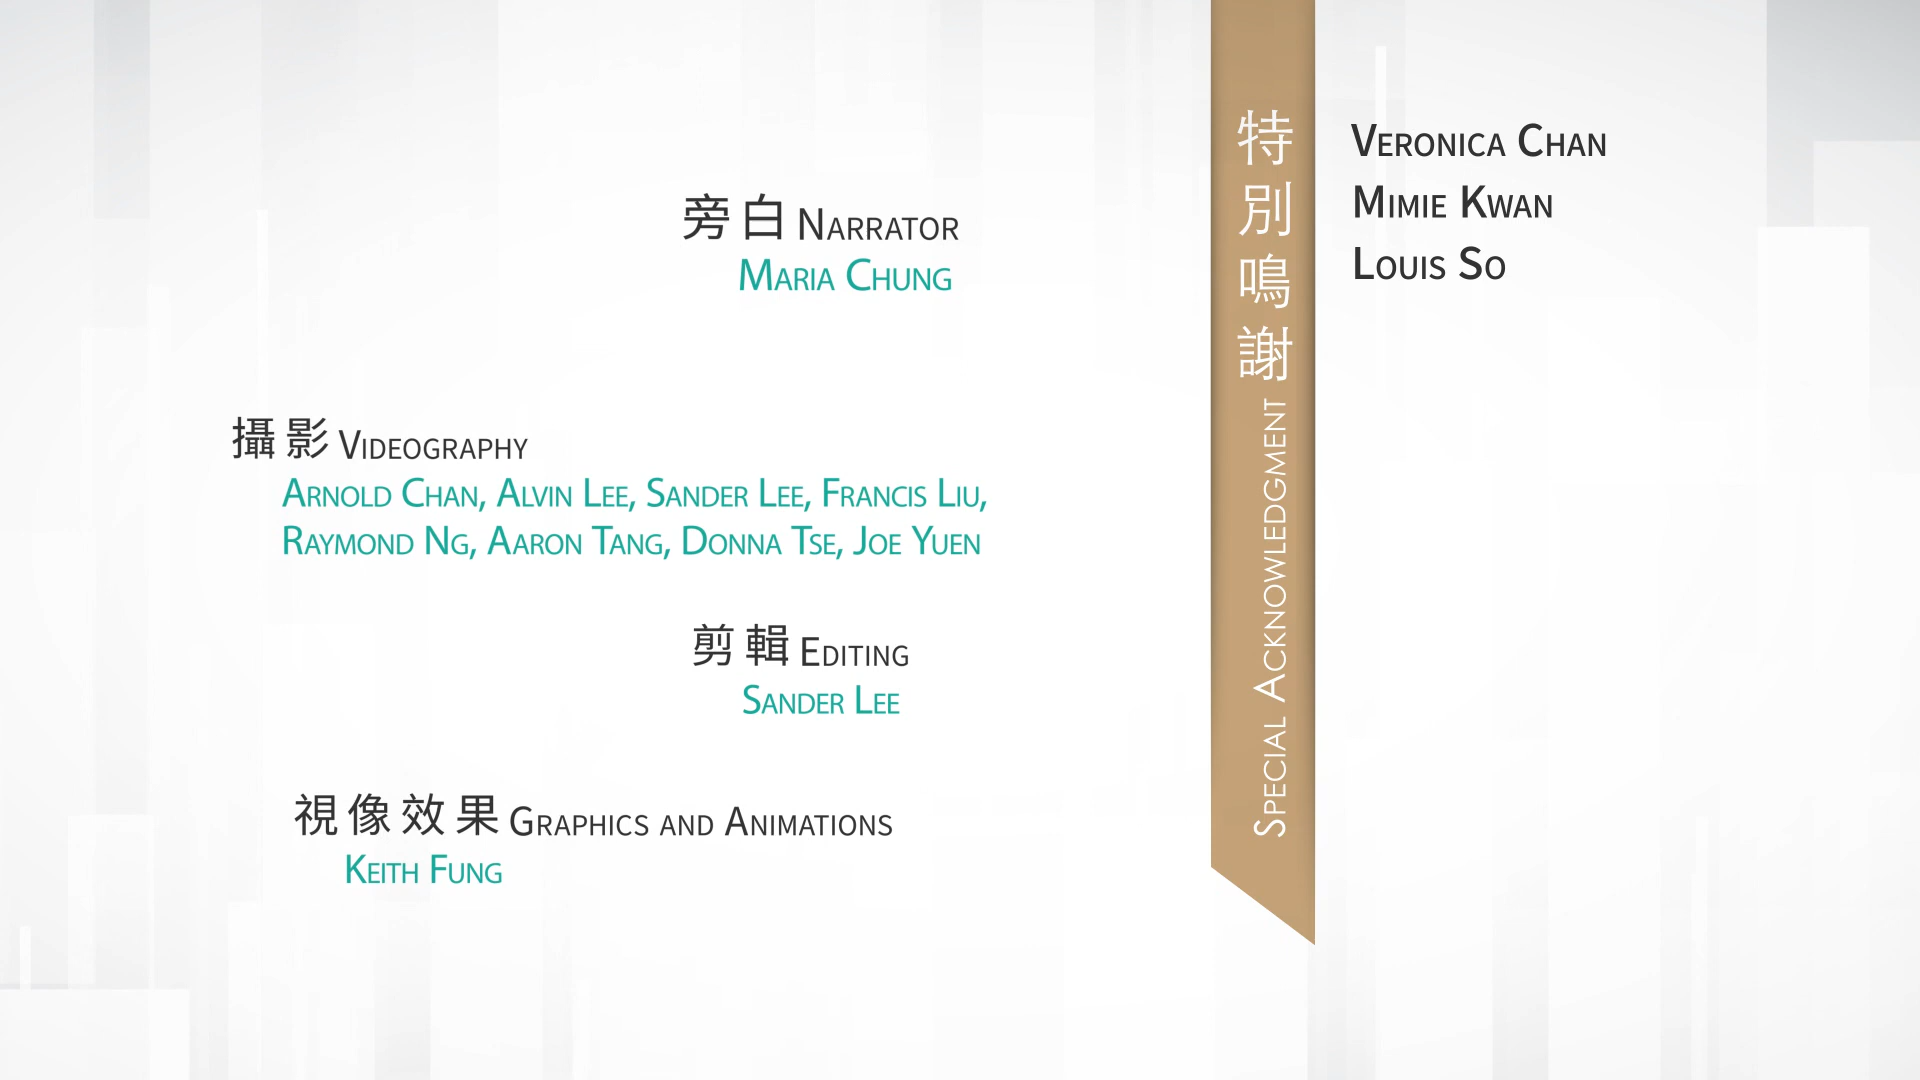 旁白 Narrator
Maria Chung
攝影 Videography
Arnold Chan, Alvin Lee, Sander Lee, Francis Liu,
Raymond Ng, Aaron Tang, Donna Tse, Joe Yuen
剪輯 Editing
Sander Lee
視像效果 Graphics and Animations
Keith Fung
特別鳴謝 Special Acknowledgment
Veronica Chan
Mimie Kwan
Louis So